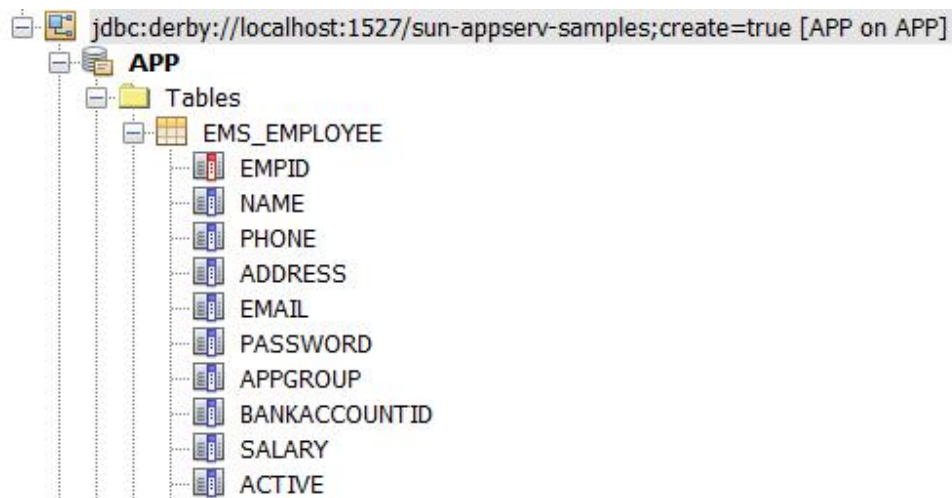 jdbc:derby://localhost:1527/sun-appserv-samples;create=true [APP on APP]
APP
Tables
EMS_EMPLOYEE
EMPID
NAME
PHONE
ADDRESS
EMAIL
PASSWORD
APPGROUP
BANKACCOUNTID
SALARY
ACTIVE